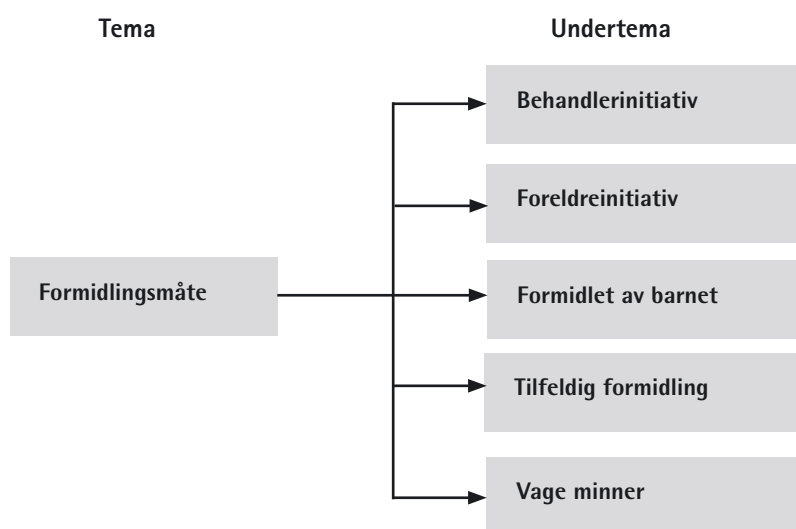 Tema
Undertema
Behandlerinitiativ
Foreldreinitiativ
Formidlingsmåte
Formidlet av barnet
Tilfeldig formidling
Vage minner